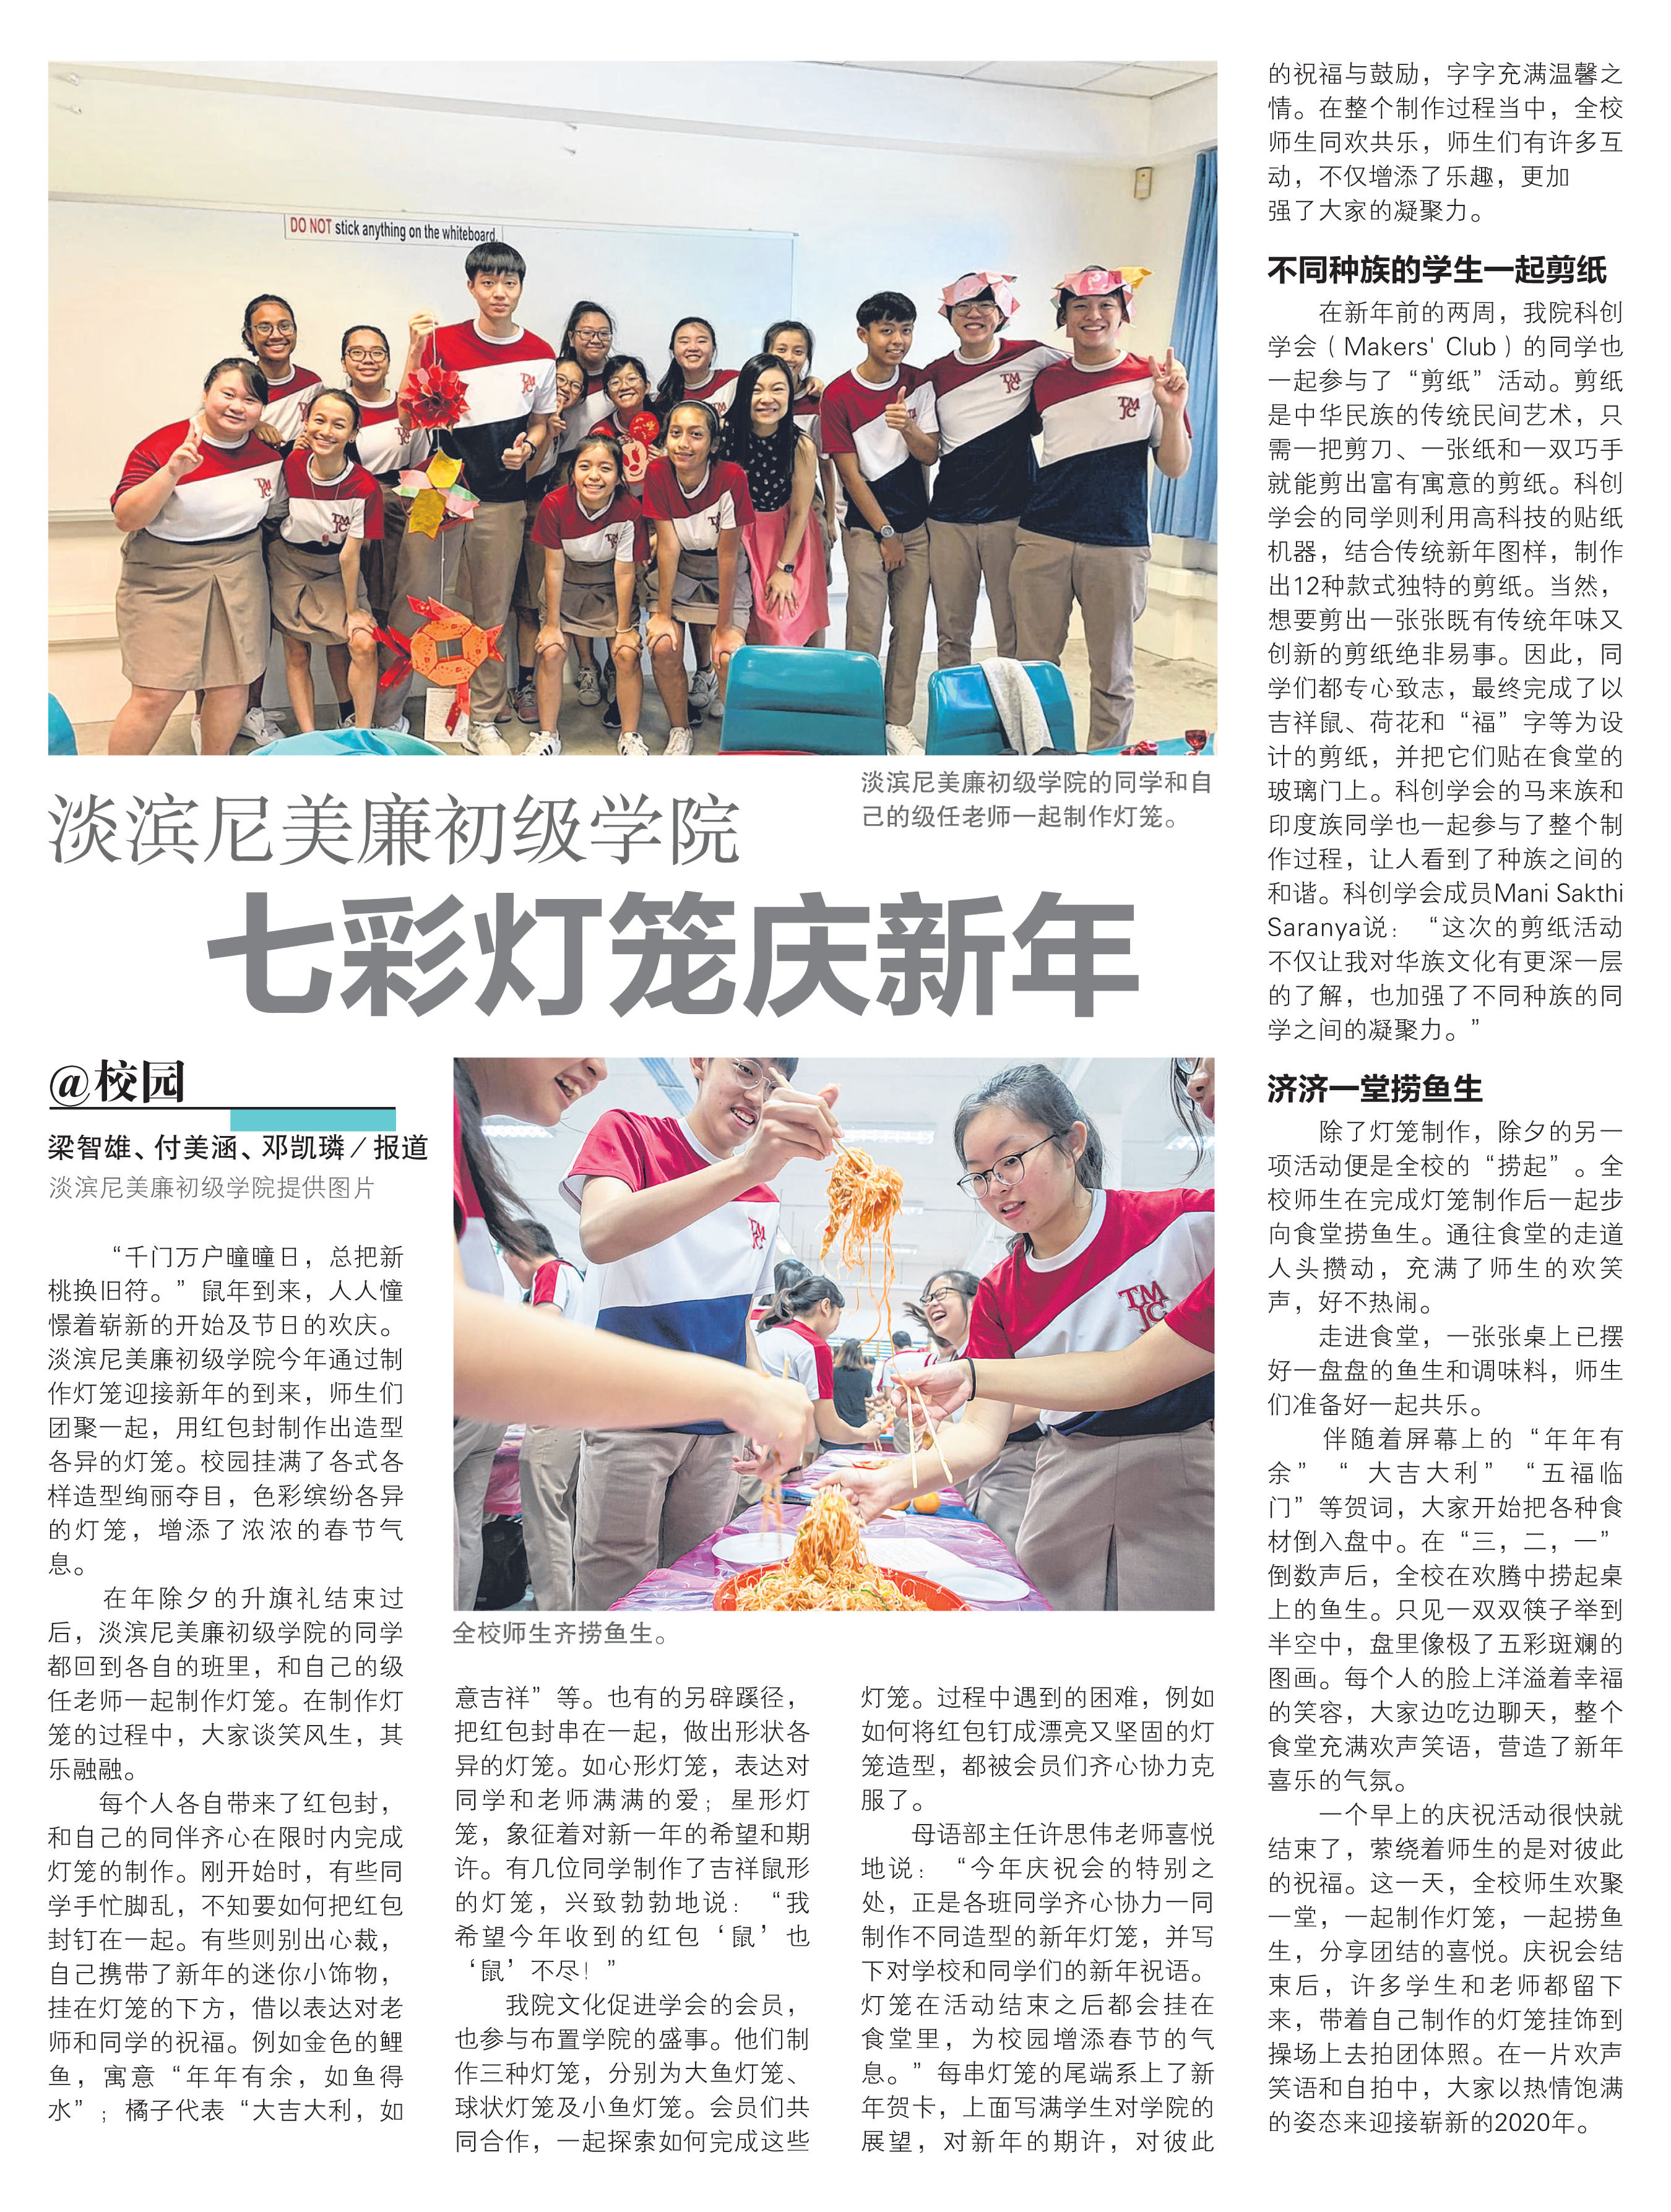 DO NOT stick anything on the whiteboard.
淡滨尼美廉初级学院的同学和自
己的级任老师一起制作灯笼。
淡滨尼美廉初级学院
七彩灯笼庆新年
@校园
梁智雄、付美涵、邓凯璘／报道
淡滨尼美廉初级学院提供图片
“千门万户曈曈日，总把新
桃换旧符。”鼠年到来，人人憧
憬着崭新的开始及节日的欢庆。
淡滨尼美廉初级学院今年通过制
作灯笼迎接新年的到来，师生们
团聚一起，用红包封制作出造型
各异的灯笼。校园挂满了各式各
样造型绚丽夺目，色彩缤纷各异
的灯笼，增添了浓浓的春节气
息。
在年除夕的升旗礼结束过
后，淡滨尼美廉初级学院的同学
都回到各自的班里，和自己的级
任老师一起制作灯笼。在制作灯
笼的过程中，大家谈笑风生，其
乐融融。
每个人各自带来了红包封，
和自己的同伴齐心在限时内完成
灯笼的制作。刚开始时，有些同
学手忙脚乱，不知要如何把红包
封钉在一起。有些则别出心裁，
自己携带了新年的迷你小饰物，
挂在灯笼的下方，借以表达对老
师和同学的祝福。例如金色的鲤
鱼，寓意“年年有余，如鱼得
水”；橘子代表“大吉大利，如
全校师生齐捞鱼生。
意吉祥”等。也有的另辟蹊径，
把红包封串在一起，做出形状各
异的灯笼。如心形灯笼，表达对
同学和老师满满的爱；星形灯
笼，象征着对新一年的希望和期
许。有几位同学制作了吉祥鼠形
的灯笼，兴致勃勃地说：“我
希望今年收到的红包‘鼠’也
‘鼠’不尽！”
我院文化促进学会的会员，
也参与布置学院的盛事。他们制
作三种灯笼，分别为大鱼灯笼、
球状灯笼及小鱼灯笼。会员们共
同合作，一起探索如何完成这些
灯笼。过程中遇到的困难，例如
如何将红包钉成漂亮又坚固的灯
笼造型，都被会员们齐心协力克
服了。
母语部主任许思伟老师喜悦
地说：“今年庆祝会的特别之
处，正是各班同学齐心协力一同
制作不同造型的新年灯笼，并写
下对学校和同学们的新年祝语。
灯笼在活动结束之后都会挂在
食堂里，为校园增添春节的气
息。”每串灯笼的尾端系上了新
年贺卡，上面写满学生对学院的
展望，对新年的期许，对彼此
的祝福与鼓励，字字充满温馨之
情。在整个制作过程当中，全校
师生同欢共乐，师生们有许多互
动，不仅增添了乐趣，更加
强了大家的凝聚力。
不同种族的学生一起剪纸
在新年前的两周，我院科创
学会（Makers' Club）的同学也
一起参与了“剪纸”活动。剪纸
是中华民族的传统民间艺术，只
需一把剪刀、一张纸和一双巧手
就能剪出富有寓意的剪纸。科创
学会的同学则利用高科技的贴纸
机器，结合传统新年图样，制作
出12种款式独特的剪纸。当然，
想要剪出一张张既有传统年味又
创新的剪纸绝非易事。因此，同
学们都专心致志，最终完成了以
吉祥鼠、荷花和“福”字等为设
计的剪纸，并把它们贴在食堂的
玻璃门上。科创学会的马来族和
印度族同学也一起参与了整个制
作过程，让人看到了种族之间的
和谐。科创学会成员Mani Sakthi
Saranya说：“这次的剪纸活动
不仅让我对华族文化有更深一层
的了解，也加强了不同种族的同
学之间的凝聚力。”
济济一堂捞鱼生
除了灯笼制作，除夕的另一
项活动便是全校的“捞起”。全
校师生在完成灯笼制作后一起步
向食堂捞鱼生。通往食堂的走道
人头攒动，充满了师生的欢笑
声，好不热闹。
走进食堂，一张张桌上已摆
好一盘盘的鱼生和调味料，师生
们准备好一起共乐。
伴随着屏幕上的“年年有
余”“大吉大利”“五福临
门”等贺词，大家开始把各种食
材倒入盘中。在“三，二，一”
倒数声后，全校在欢腾中捞起桌
上的鱼生。只见一双双筷子举到
半空中，盘里像极了五彩斑斓的
图画。每个人的脸上洋溢着幸福
的笑容，大家边吃边聊天，整个
食堂充满欢声笑语，营造了新年
喜乐的气氛。
一个早上的庆祝活动很快就
结束了，萦绕着师生的是对彼此
的祝福。这一天，全校师生欢聚
一堂，一起制作灯笼，一起捞鱼
生，分享团结的喜悦。庆祝会结
束后，许多学生和老师都留下
来，带着自己制作的灯笼挂饰到
操场上去拍团体照。在一片欢声
笑语和自拍中，大家以热情饱满
的姿态来迎接崭新的2020年。